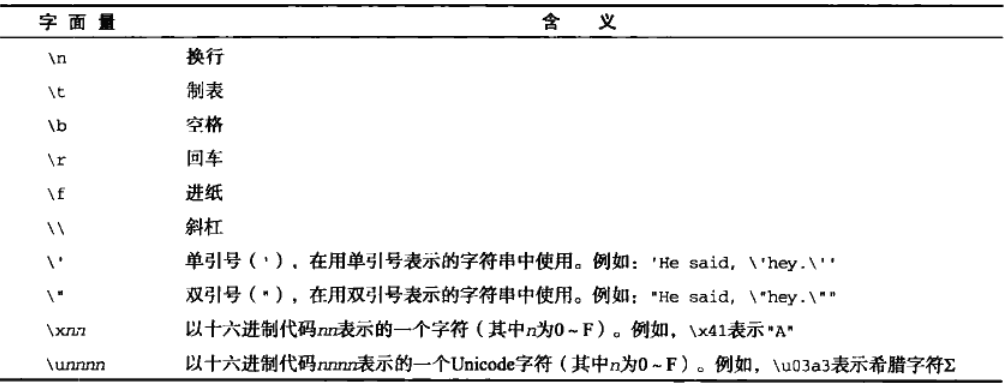 字 面 量 含 义
\n 换行
\t 制表
\b 空格
\r 回车
\f 进纸
\\ 斜杠
\' 单引号（'），在用单引号表示的字符串中使用。例如：'He said, \'hey.\''
\" 双引号（"），在用双引号表示的字符串中使用。例如："He said, \"hey.\""
\xnn 以十六进制代码nn表示的一个字符（其中n为0～F）。例如，\x41表示"A"
\unnnn 以十六进制代码nnnn表示的一个Unicode字符（其中n为0～F）。例如，\u03a3表示希腊字符Σ